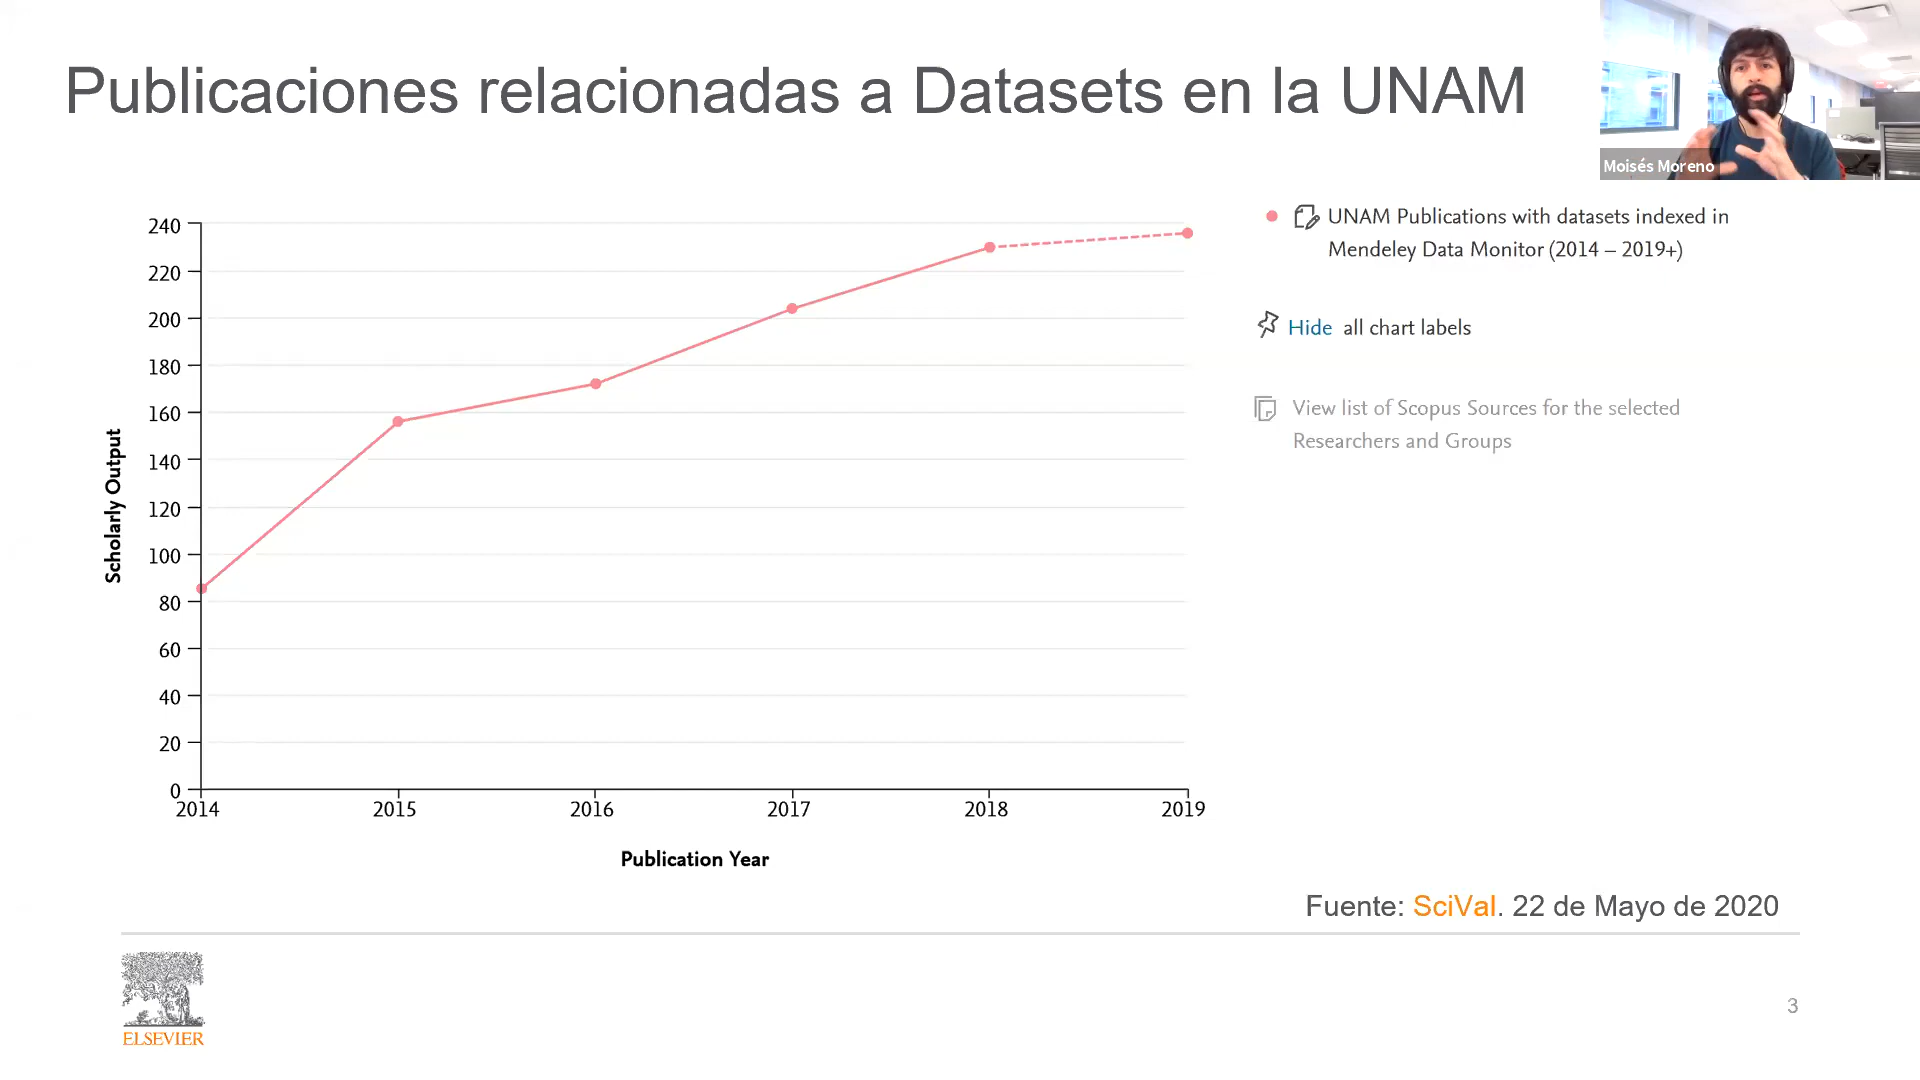 Publicaciones relacionadas a Datasets en la UNAM
Moisés Moreno
240
220
200
180
160
140
120
100
80
60
40
20
0
Scholarly Output
2014
2015
2016
2017
2018
2019
Publication Year
UNAM Publications with datasets indexed in
Mendeley Data Monitor (2014 – 2019+)
Hide all chart labels
View list of Scopus Sources for the selected
Researchers and Groups
Fuente: SciVal. 22 de Mayo de 2020
ELSEVIER
3